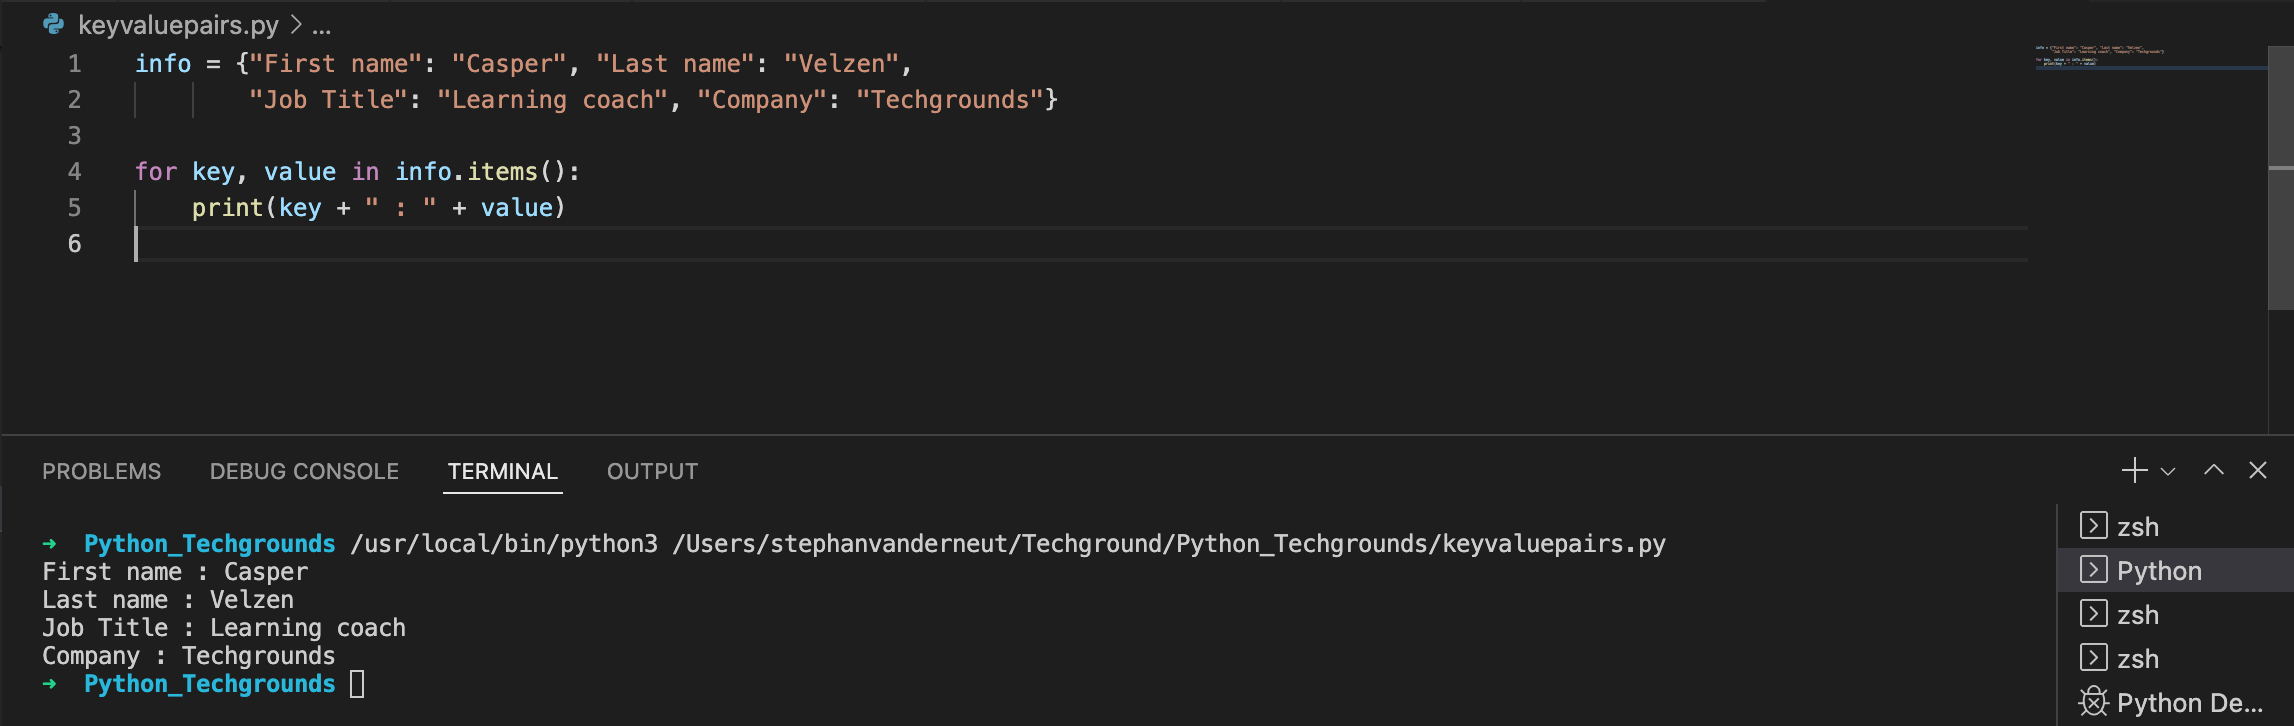 keyvaluepairs.py > ...
1 info = {"First name": "Casper", "Last name": "Velzen",
2         "Job Title": "Learning coach", "Company": "Techgrounds"}
3
4 for key, value in info.items():
5     print(key + " : " + value)
6
PROBLEMS DEBUG CONSOLE TERMINAL OUTPUT
➜ Python_Techgrounds /usr/local/bin/python3 /Users/stephanvanderneut/Techground/Python_Techgrounds/keyvaluepairs.py
First name : Casper
Last name : Velzen
Job Title : Learning coach
Company : Techgrounds
➜ Python_Techgrounds
zsh
Python
zsh
zsh
Python De...